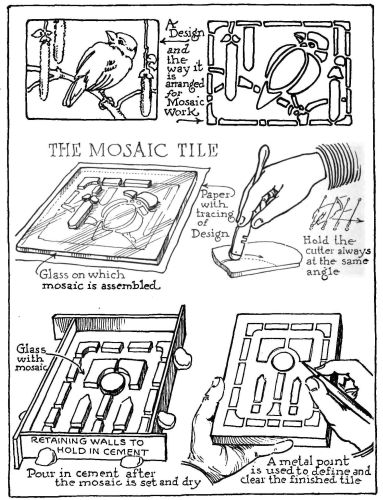 A
Design
and
the
way it
is
arranged
for
Mosaic
Work
THE MOSAIC TILE
Paper
with
tracing
of
Design
Hold the
cutter always
at the same
angle
Glass on which
mosaic is assembled.
Glass
with
mosaic
RETAINING WALLS TO
HOLD IN CEMENT
Pour in cement after
the mosaic is set and dry
A metal point
is used to define and
clear the finished tile